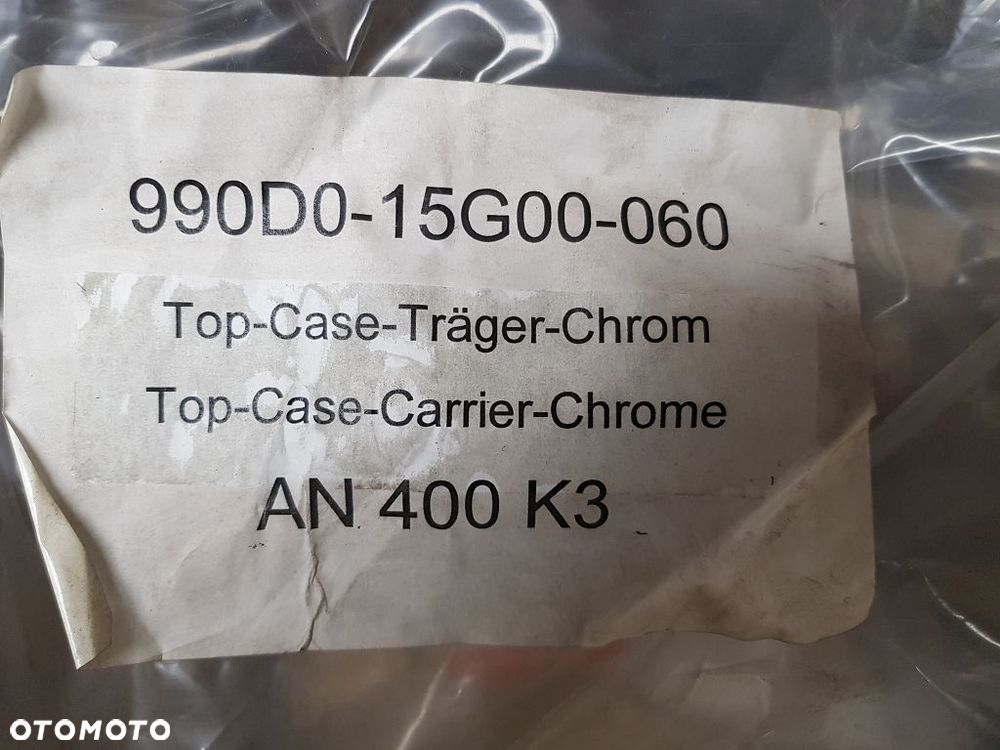 990D0-15G00-060
Top-Case-Träger-Chrom
Top-Case-Carrier-Chrome
AN 400 K3
OTOMOTO